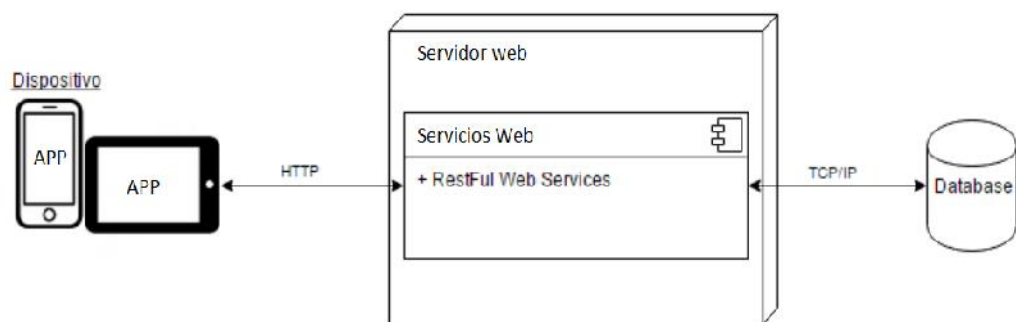 Servidor web
Dispositivo
APP
APP
HTTP
Servicios Web
+ RestFul Web Services
TCP/IP
Database